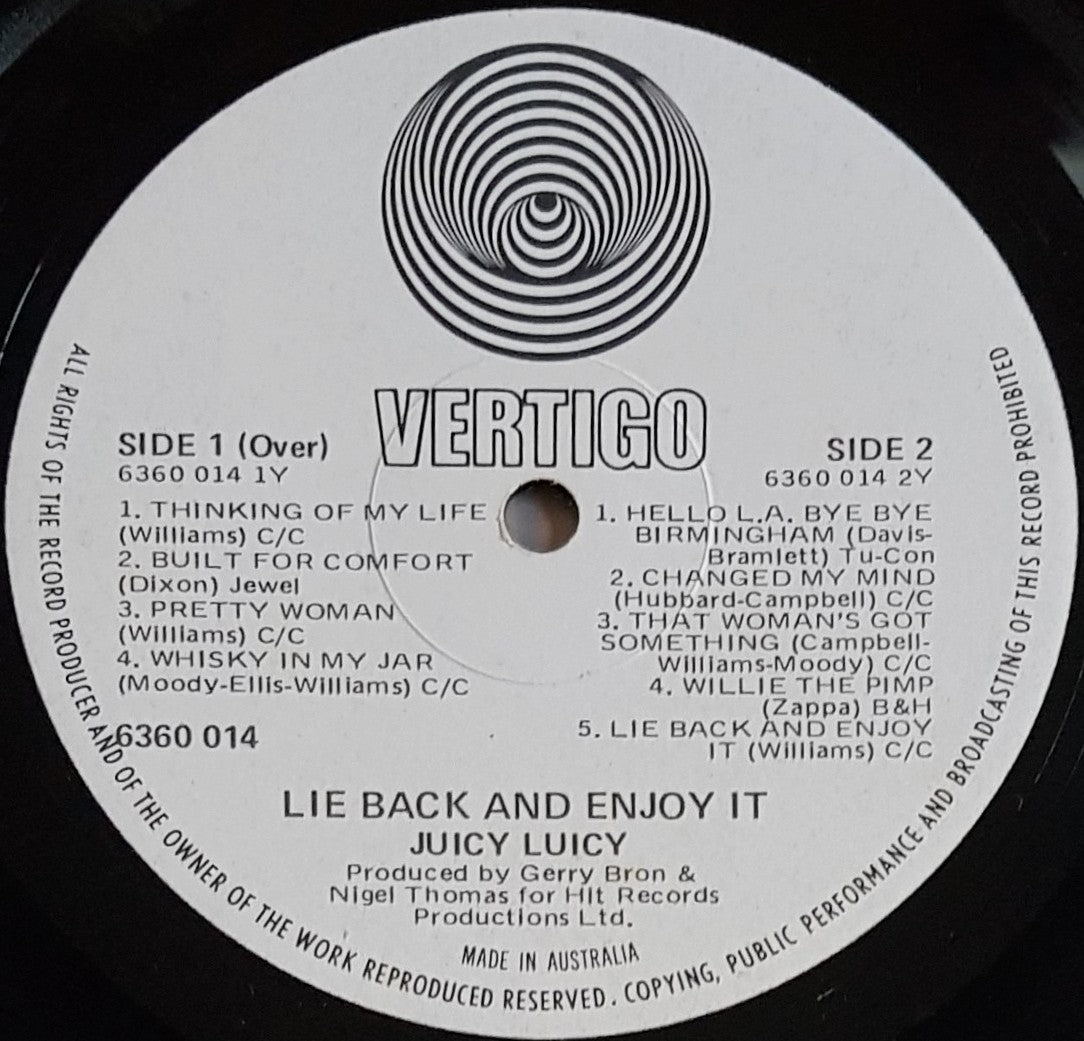 VERTIGO
SIDE 1 (Over)
6360 014 1Y
1. THINKING OF MY LIFE
(Williams) C/C
2. BUILT FOR COMFORT
(Dixon) Jewel
3. PRETTY WOMAN
(Williams) C/C
4. WHISKY IN MY JAR
(Moody-Ellis-Williams) C/C
6360 014
SIDE 2
6360 014 2Y
1. HELLO L.A. BYE BYE
BIRMINGHAM (Davis-
Bramlett) Tu-Con
2. CHANGED MY MIND
(Hubbard-Campbell) C/C
3. THAT WOMAN'S GOT
SOMETHING (Campbell-
Williams-Moody) C/C
4. WILLIE THE PIMP
(Zappa) B&H
5. LIE BACK AND ENJOY
IT (Williams) C/C
LIE BACK AND ENJOY IT
JUICY LUICY
Produced by Gerry Bron &
Nigel Thomas for Hit Records
Productions Ltd.
MADE IN AUSTRALIA
ALL RIGHTS OF THE RECORD PRODUCER AND OF THE OWNER OF THE WORK REPRODUCED RESERVED. COPYING, PUBLIC PERFORMANCE AND BROADCASTING OF THIS RECORD PROHIBITED